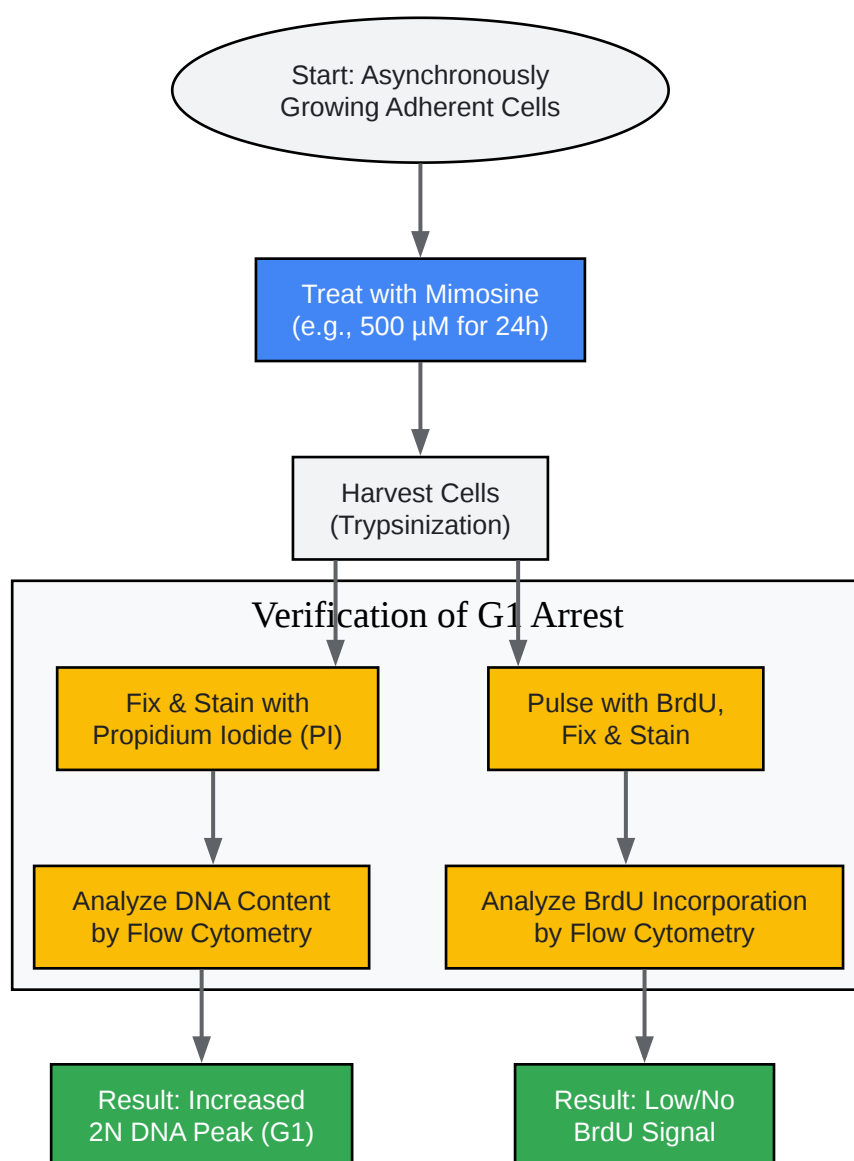 Start: Asynchronously
Growing Adherent Cells
Treat with Mimosine
(e.g., 500 µM for 24h)
Harvest Cells
(Trypsinization)
Verification of G1 Arrest
Fix & Stain with
Propidium Iodide (PI)
Pulse with BrdU,
Fix & Stain
Analyze DNA Content
by Flow Cytometry
Analyze BrdU Incorporation
by Flow Cytometry
Result: Increased
2N DNA Peak (G1)
Result: Low/No
BrdU Signal